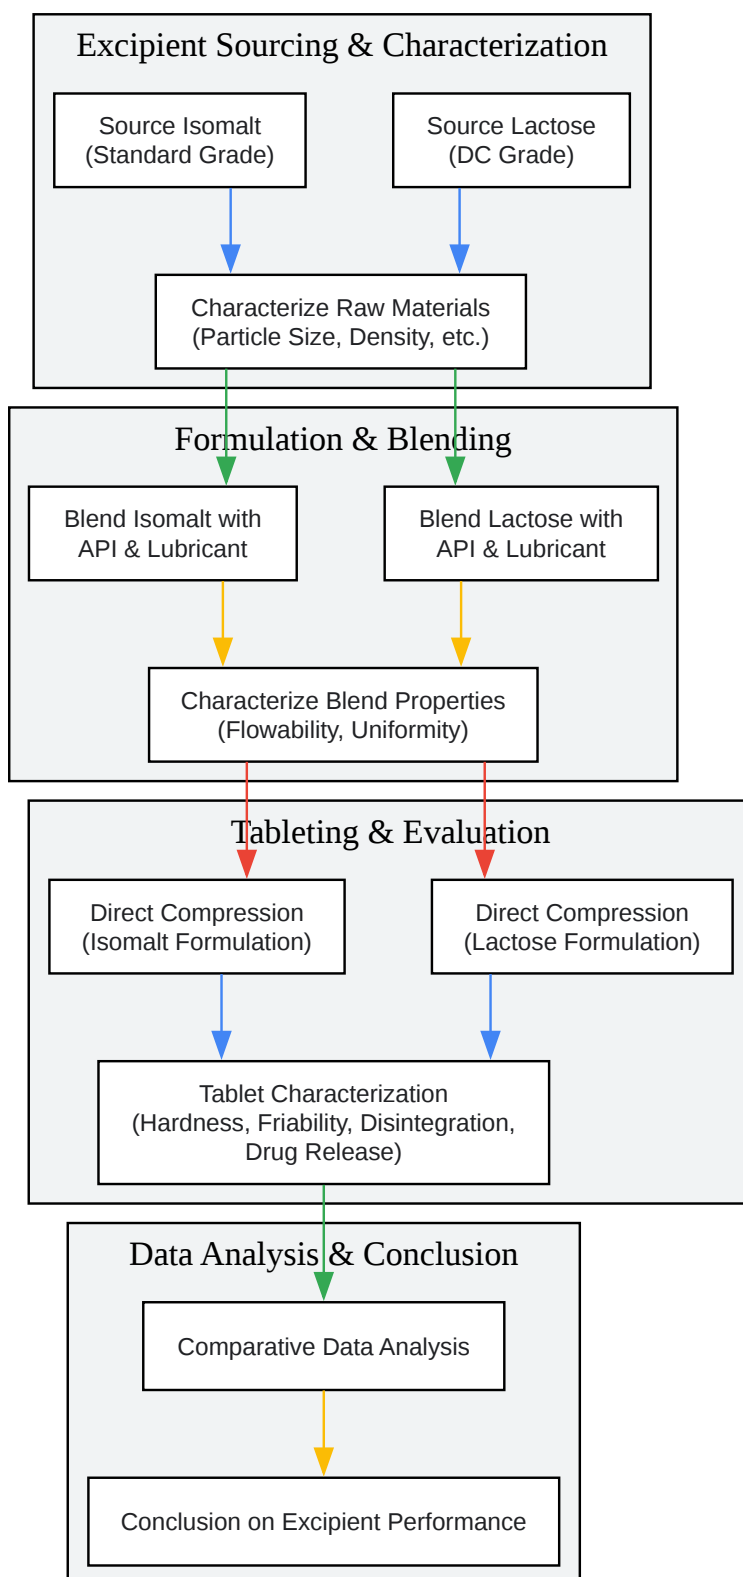 Excipient Sourcing & Characterization
Source Isomalt
(Standard Grade)
Source Lactose
(DC Grade)
Characterize Raw Materials
(Particle Size, Density, etc.)
Formulation & Blending
Blend Isomalt with
API & Lubricant
Blend Lactose with
API & Lubricant
Characterize Blend Properties
(Flowability, Uniformity)
Tableting & Evaluation
Direct Compression
(Isomalt Formulation)
Direct Compression
(Lactose Formulation)
Tablet Characterization
(Hardness, Friability, Disintegration,
Drug Release)
Data Analysis & Conclusion
Comparative Data Analysis
Conclusion on Excipient Performance